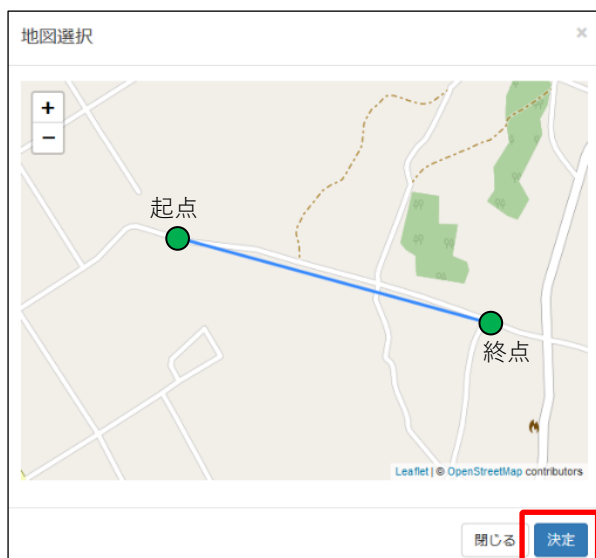 地図選択
×
+
−
起点
終点
Leaflet | © OpenStreetMap contributors
閉じる
決定